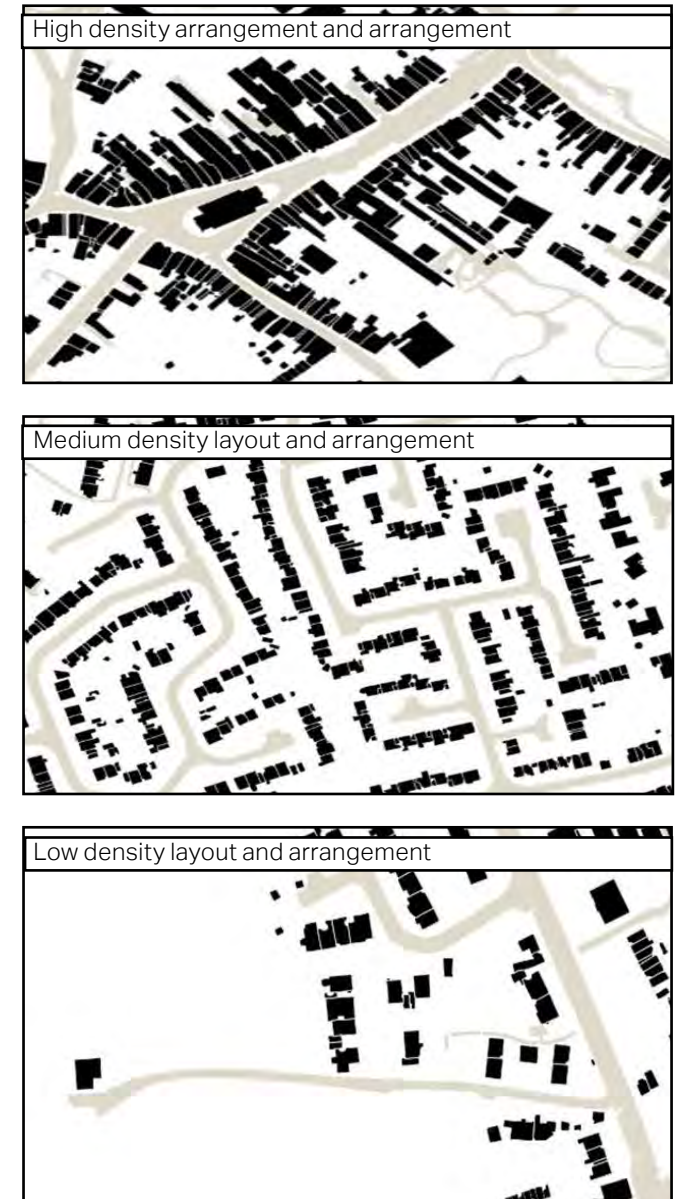 High density arrangement and arrangement
Medium density layout and arrangement
Low density layout and arrangement